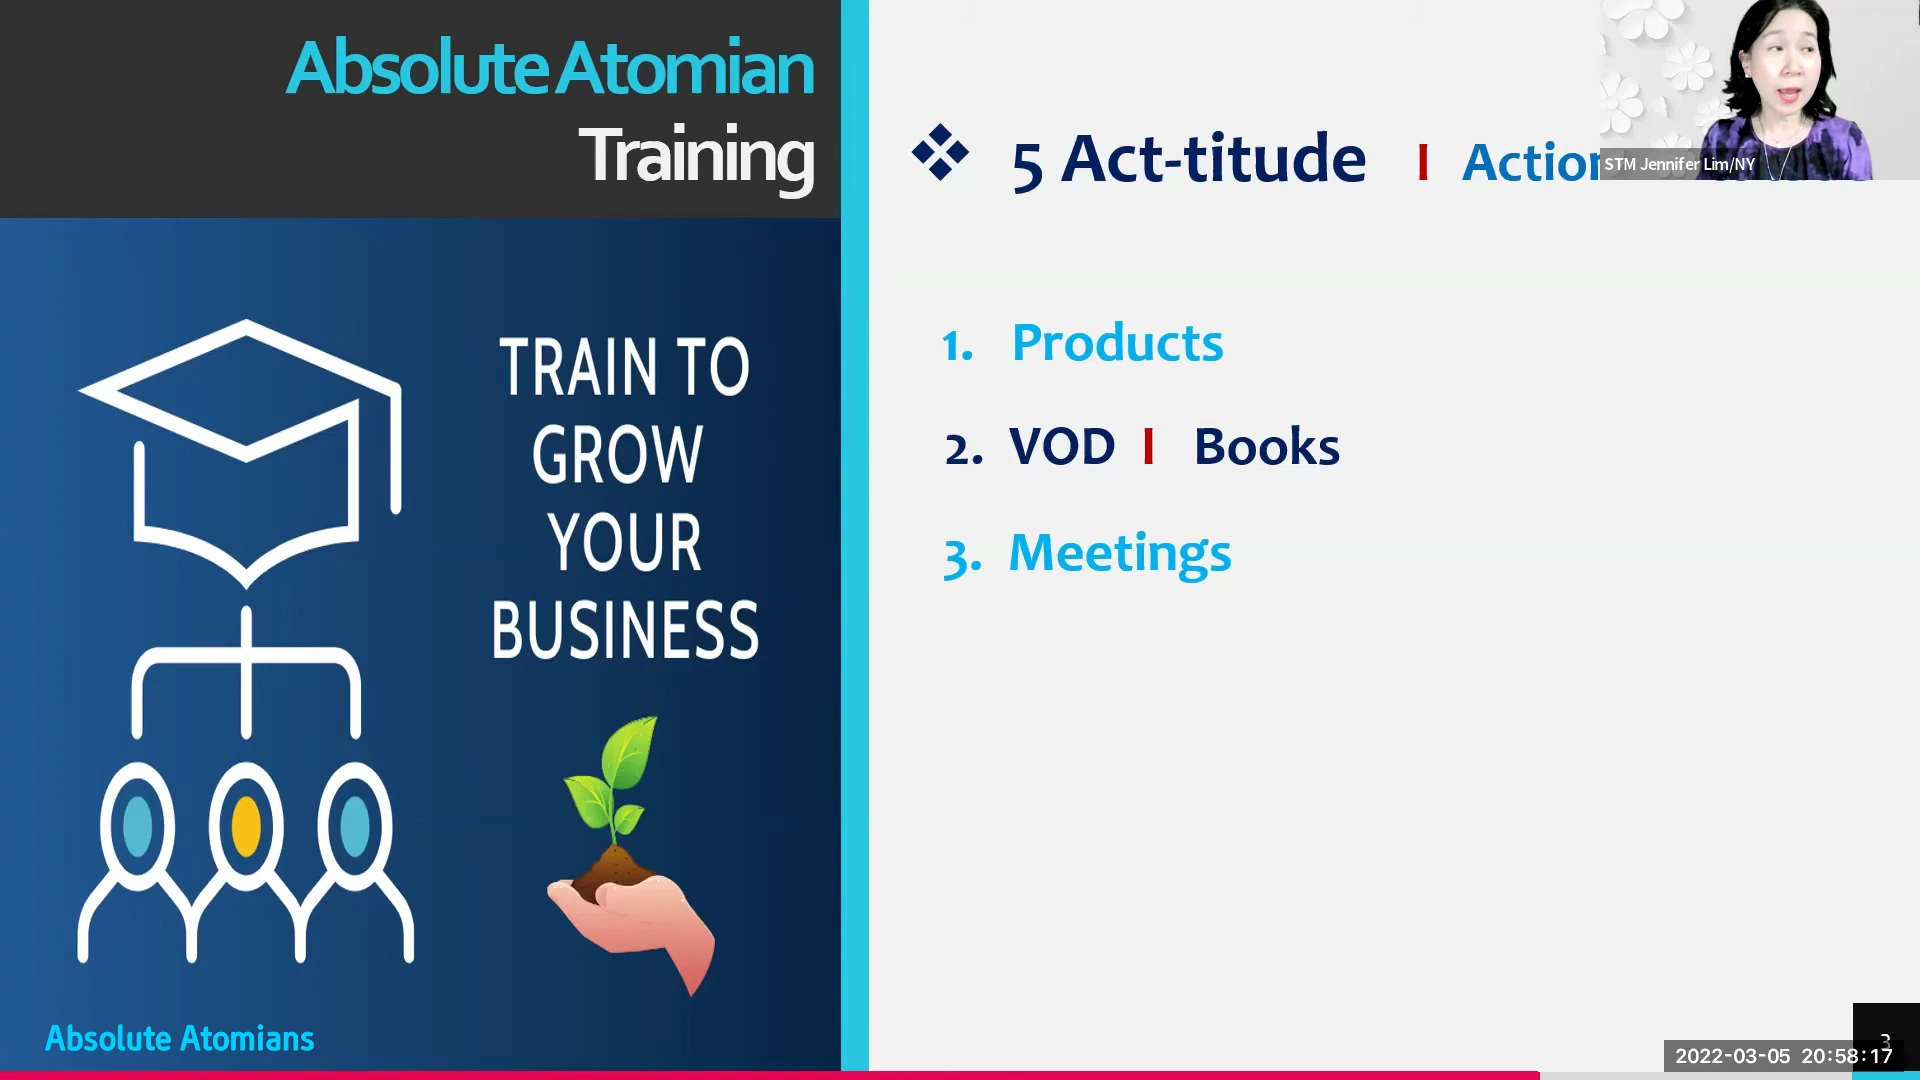 Absolute Atomian
Training
TRAIN TO
GROW
YOUR
BUSINESS
Absolute Atomians
❖ 5 Act-titude I Action
STM Jennifer Lim/NY
1. Products
2. VOD I Books
3. Meetings
3
2022-03-05 20:58:17